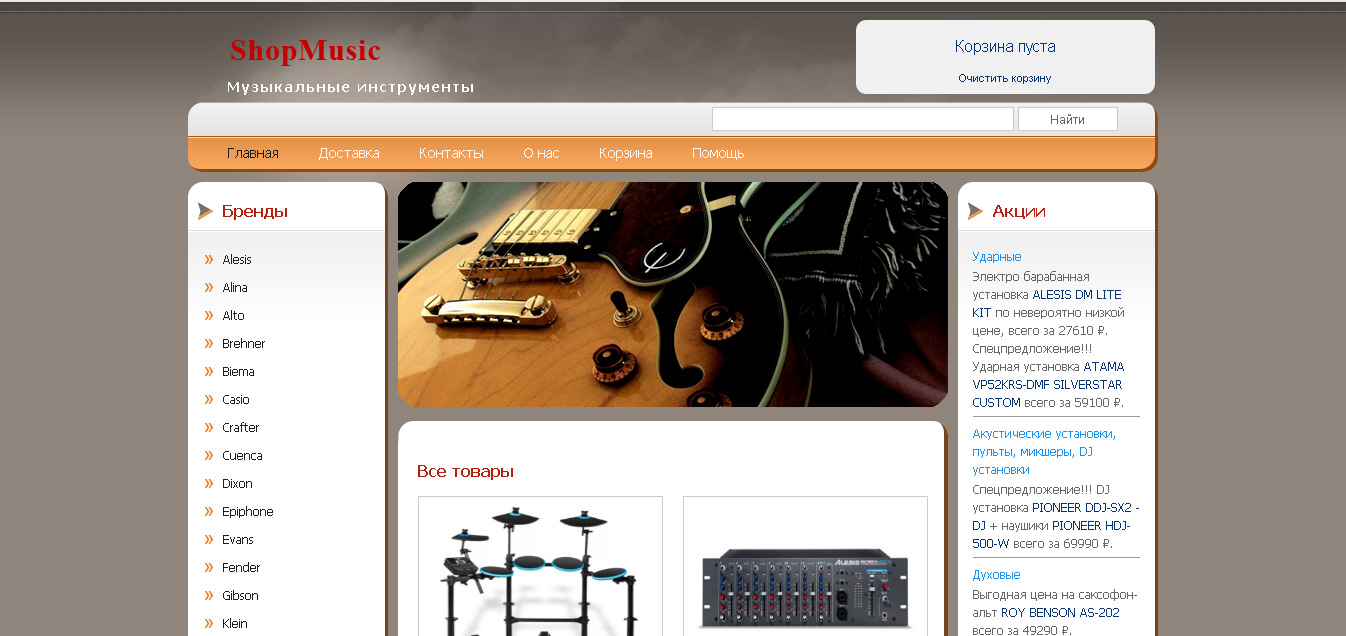 ShopMusic
Музыкальные инструменты
Корзина пуста
Очистить корзину
Найти
Главная Доставка Контакты О нас Корзина Помощь
Бренды
Alesis
Alina
Alto
Brehner
Biema
Casio
Crafter
Cuenca
Dixon
Epiphone
Evans
Fender
Gibson
Klein
Все товары
ALESIS
Акции
Ударные
Электро барабанная
установка ALESIS DM LITE
KIT по невероятно низкой
цене, всего за 27610 ₽.
Спецпредложение!!!
Ударная установка ATAMA
VP52KRS-DMF SILVERSTAR
CUSTOM всего за 59100 ₽.
Акустические установки,
пульты, микшеры, DJ
установки
Спецпредложение!!! DJ
установка PIONEER DDJ-SX2 -
DJ + наушники PIONEER HDJ-
500-W всего за 69990 ₽.
Духовые
Выгодная цена на саксофон-
альт ROY BENSON AS-202
всего за 49290 ₽.